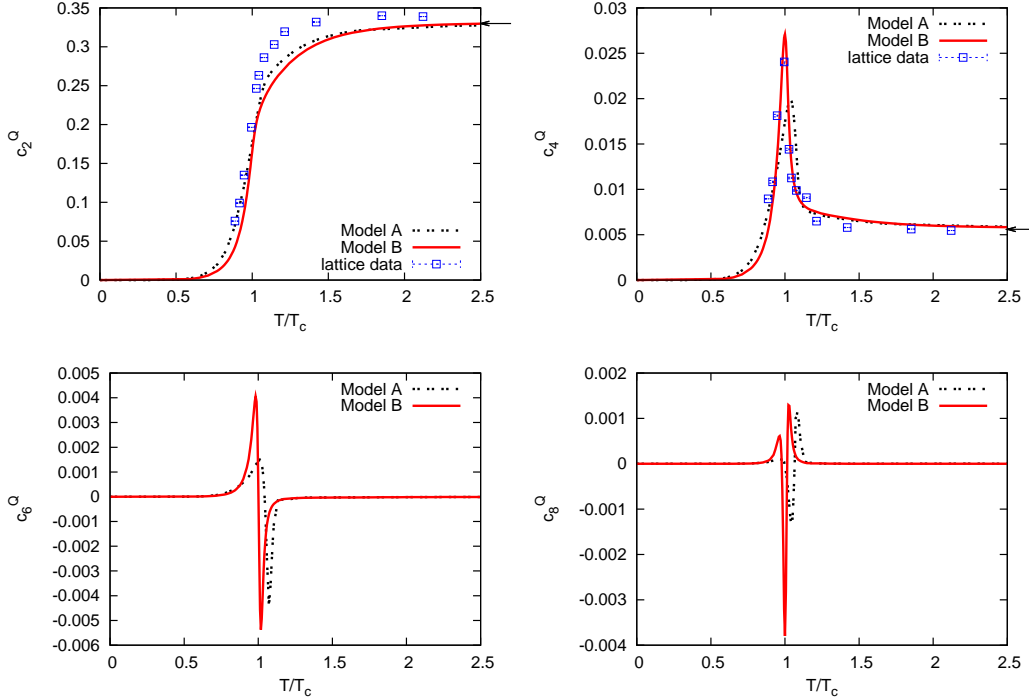 0.35
0.3
0.25
0.2
0.15
0.1
0.05
0
c2Q
Model A
Model B
lattice data
0 0.5 1 1.5 2 2.5
T/Tc
0.03
0.025
0.02
0.015
0.01
0.005
0
c4Q
Model A
Model B
lattice data
0 0.5 1 1.5 2 2.5
T/Tc
0.005
0.004
0.003
0.002
0.001
0
-0.001
-0.002
-0.003
-0.004
-0.005
-0.006
c6Q
Model A
Model B
0 0.5 1 1.5 2 2.5
T/Tc
0.002
0.001
0
-0.001
-0.002
-0.003
-0.004
c8Q
Model A
Model B
0 0.5 1 1.5 2 2.5
T/Tc